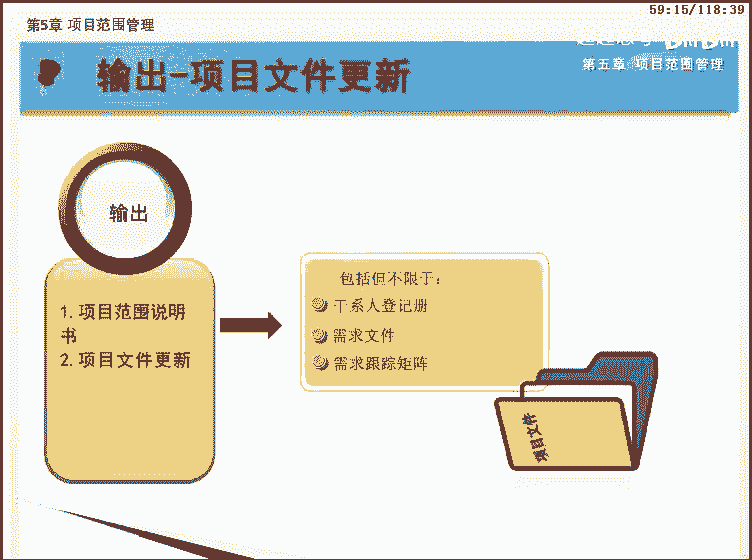 59:15/118:39
第5章 项目范围管理
输出-项目文件更新
第五章 项目范围管理
输出
1. 项目范围说明
书
2. 项目文件更新
包括但不限于：
干系人登记册
需求文件
需求跟踪矩阵
项目文件